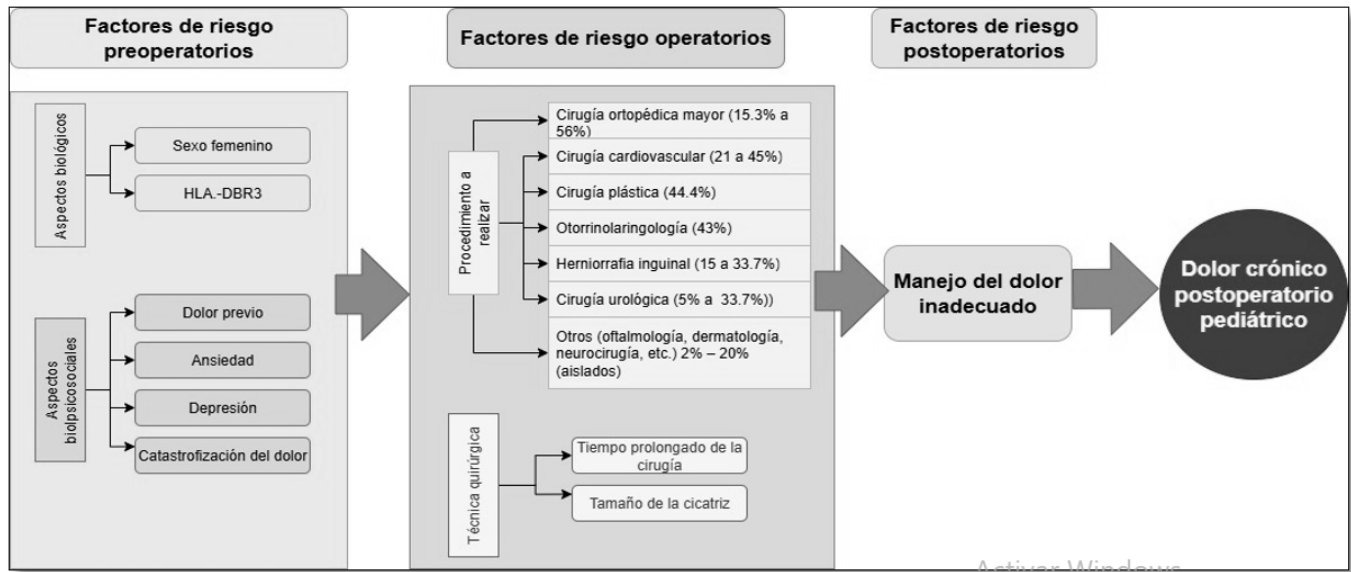 Factores de riesgo
preoperatorios
Aspectos biológicos
Sexo femenino
HLA.-DBR3
Aspectos
biolpsicosociales
Dolor previo
Ansiedad
Depresión
Catastrofización del dolor
Factores de riesgo operatorios
Procedimiento a
realizar
Cirugía ortopédica mayor (15.3% a
56%)
Cirugía cardiovascular (21 a 45%)
Cirugía plástica (44.4%)
Otorrinolaringología (43%)
Herniorrafia inguinal (15 a 33.7%)
Cirugía urológica (5% a  33.7%))
Otros (oftalmología, dermatología,
neurocirugía, etc.) 2% – 20%
(aislados)
Técnica quirúrgica
Tiempo prolongado de la
cirugía
Tamaño de la cicatriz
Factores de riesgo
postoperatorios
Manejo del dolor
inadecuado
Dolor crónico
postoperatorio
pediátrico
Activar Windows